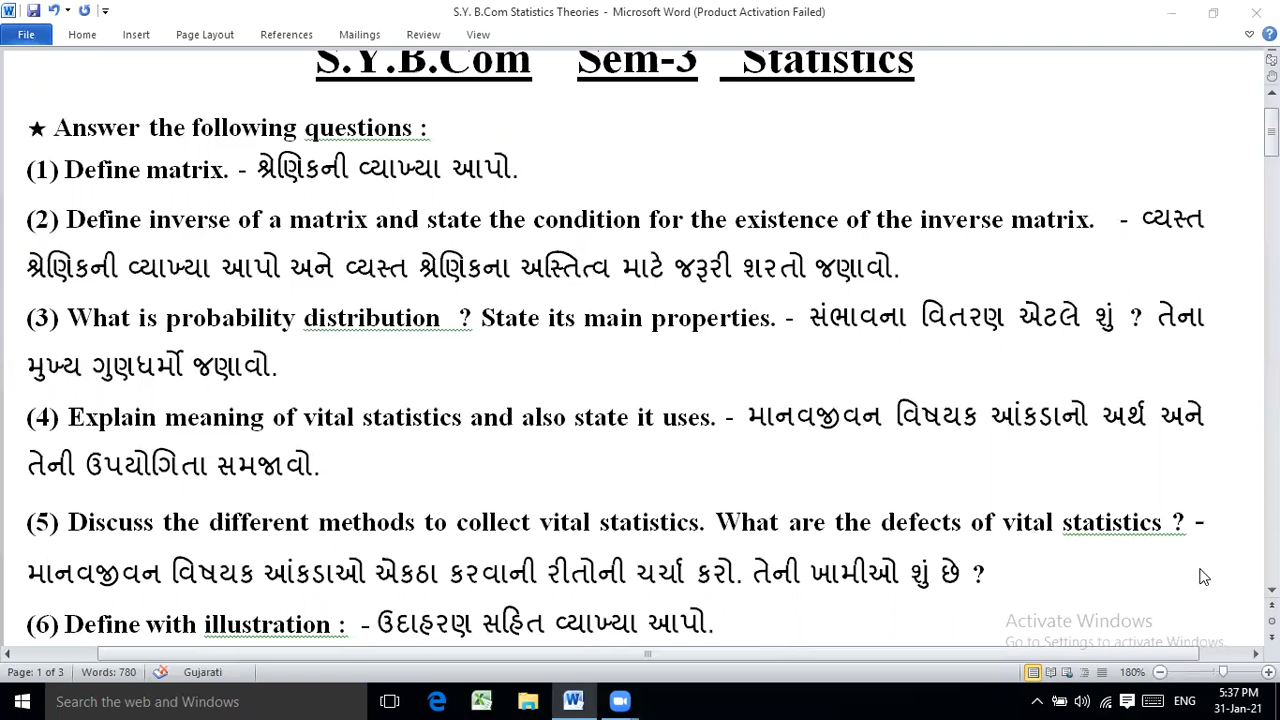 S.Y. B.Com Statistics Theories - Microsoft Word (Product Activation Failed)
File Home Insert Page Layout References Mailings Review View
S.Y.B.Com Sem-3 Statistics
★ Answer the following questions :
(1) Define matrix. - શ્રેણિકની વ્યાખ્યા આપો.
(2) Define inverse of a matrix and state the condition for the existence of the inverse matrix. - વ્યસ્ત
શ્રેણિકની વ્યાખ્યા આપો અને વ્યસ્ત શ્રેણિકના અસ્તિત્વ માટે જરૂરી શરતો જણાવો.
(3) What is probability distribution ? State its main properties. - સંભાવના વિતરણ એટલે શું ? તેના
મુખ્ય ગુણધર્મો જણાવો.
(4) Explain meaning of vital statistics and also state it uses. - માનવજીવન વિષયક આંકડાનો અર્થ અને
તેની ઉપયોગિતા સમજાવો.
(5) Discuss the different methods to collect vital statistics. What are the defects of vital statistics ? -
માનવજીવન વિષયક આંકડાઓ એકઠા કરવાની રીતોની ચર્ચા કરો. તેની ખામીઓ શું છે ?
(6) Define with illustration : - ઉદાહરણ સહિત વ્યાખ્યા આપો.
Activate Windows
Go to Settings to activate Windows.
Page: 1 of 3 Words: 780 Gujarati 180%
Search the web and Windows ENG 5:37 PM
31-Jan-21